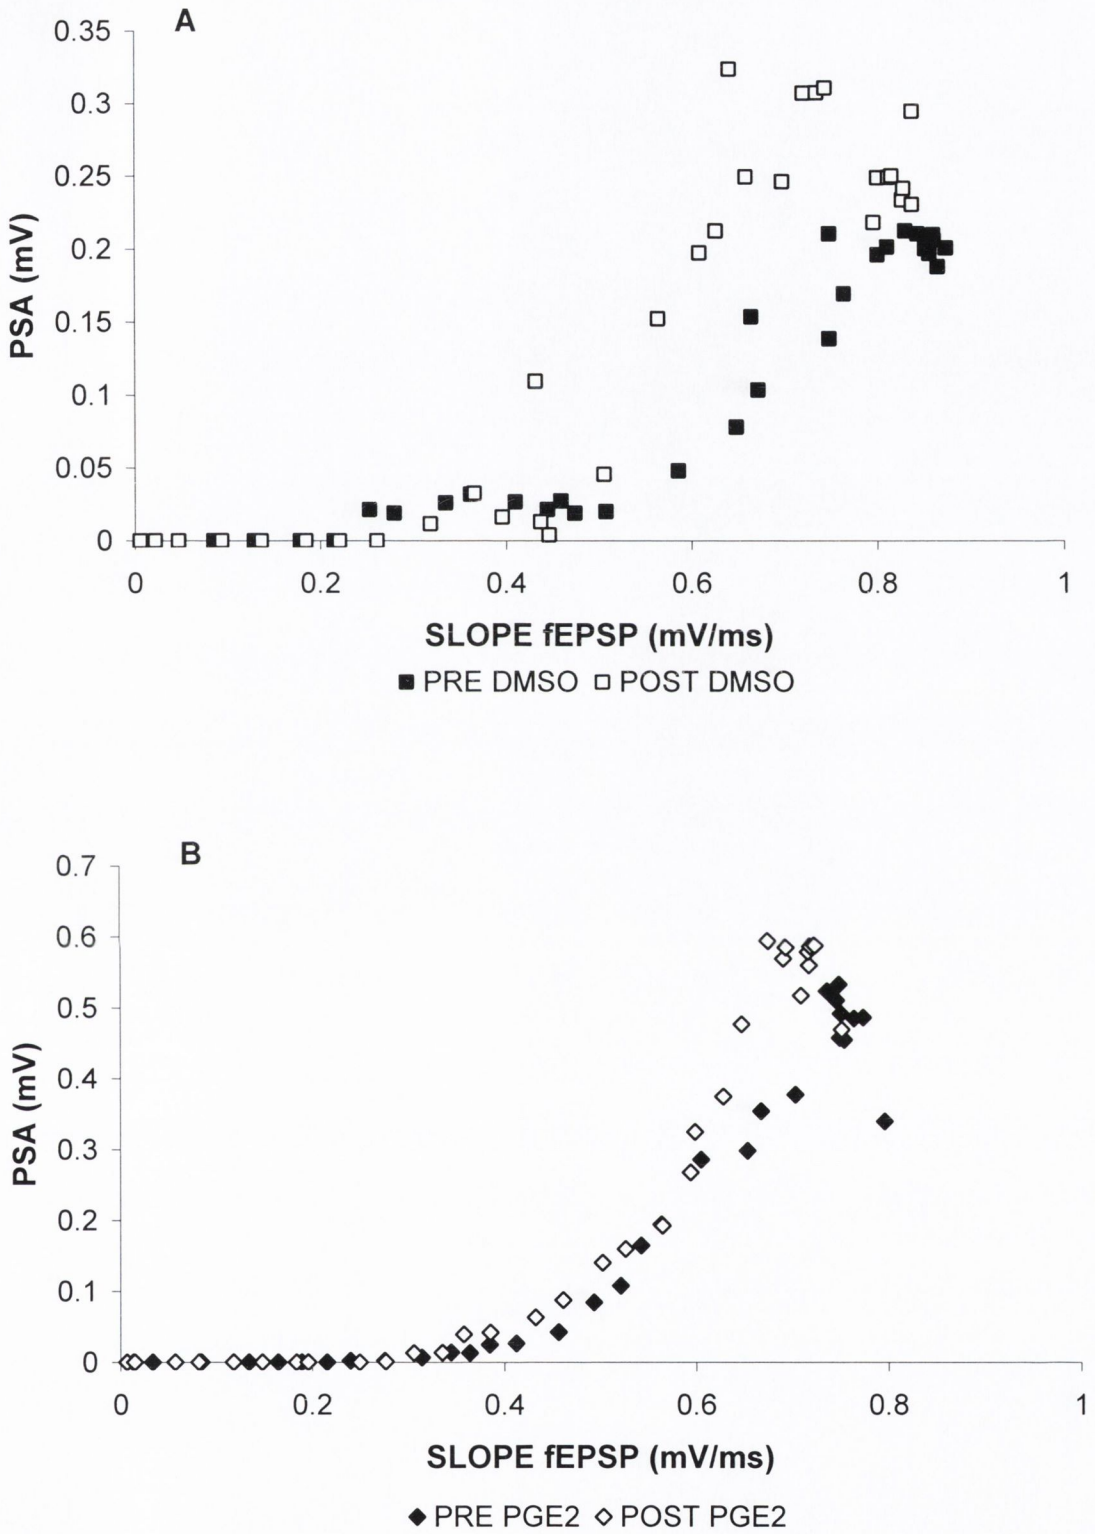 A
0.35
0.3
0.25
0.2
0.15
0.1
0.05
0
PSA (mV)
0 0.2 0.4 0.6 0.8 1
SLOPE fEPSP (mV/ms)
PRE DMSO POST DMSO
B
0.7
0.6
0.5
0.4
0.3
0.2
0.1
0
PSA (mV)
0 0.2 0.4 0.6 0.8 1
SLOPE fEPSP (mV/ms)
PRE PGE2 POST PGE2